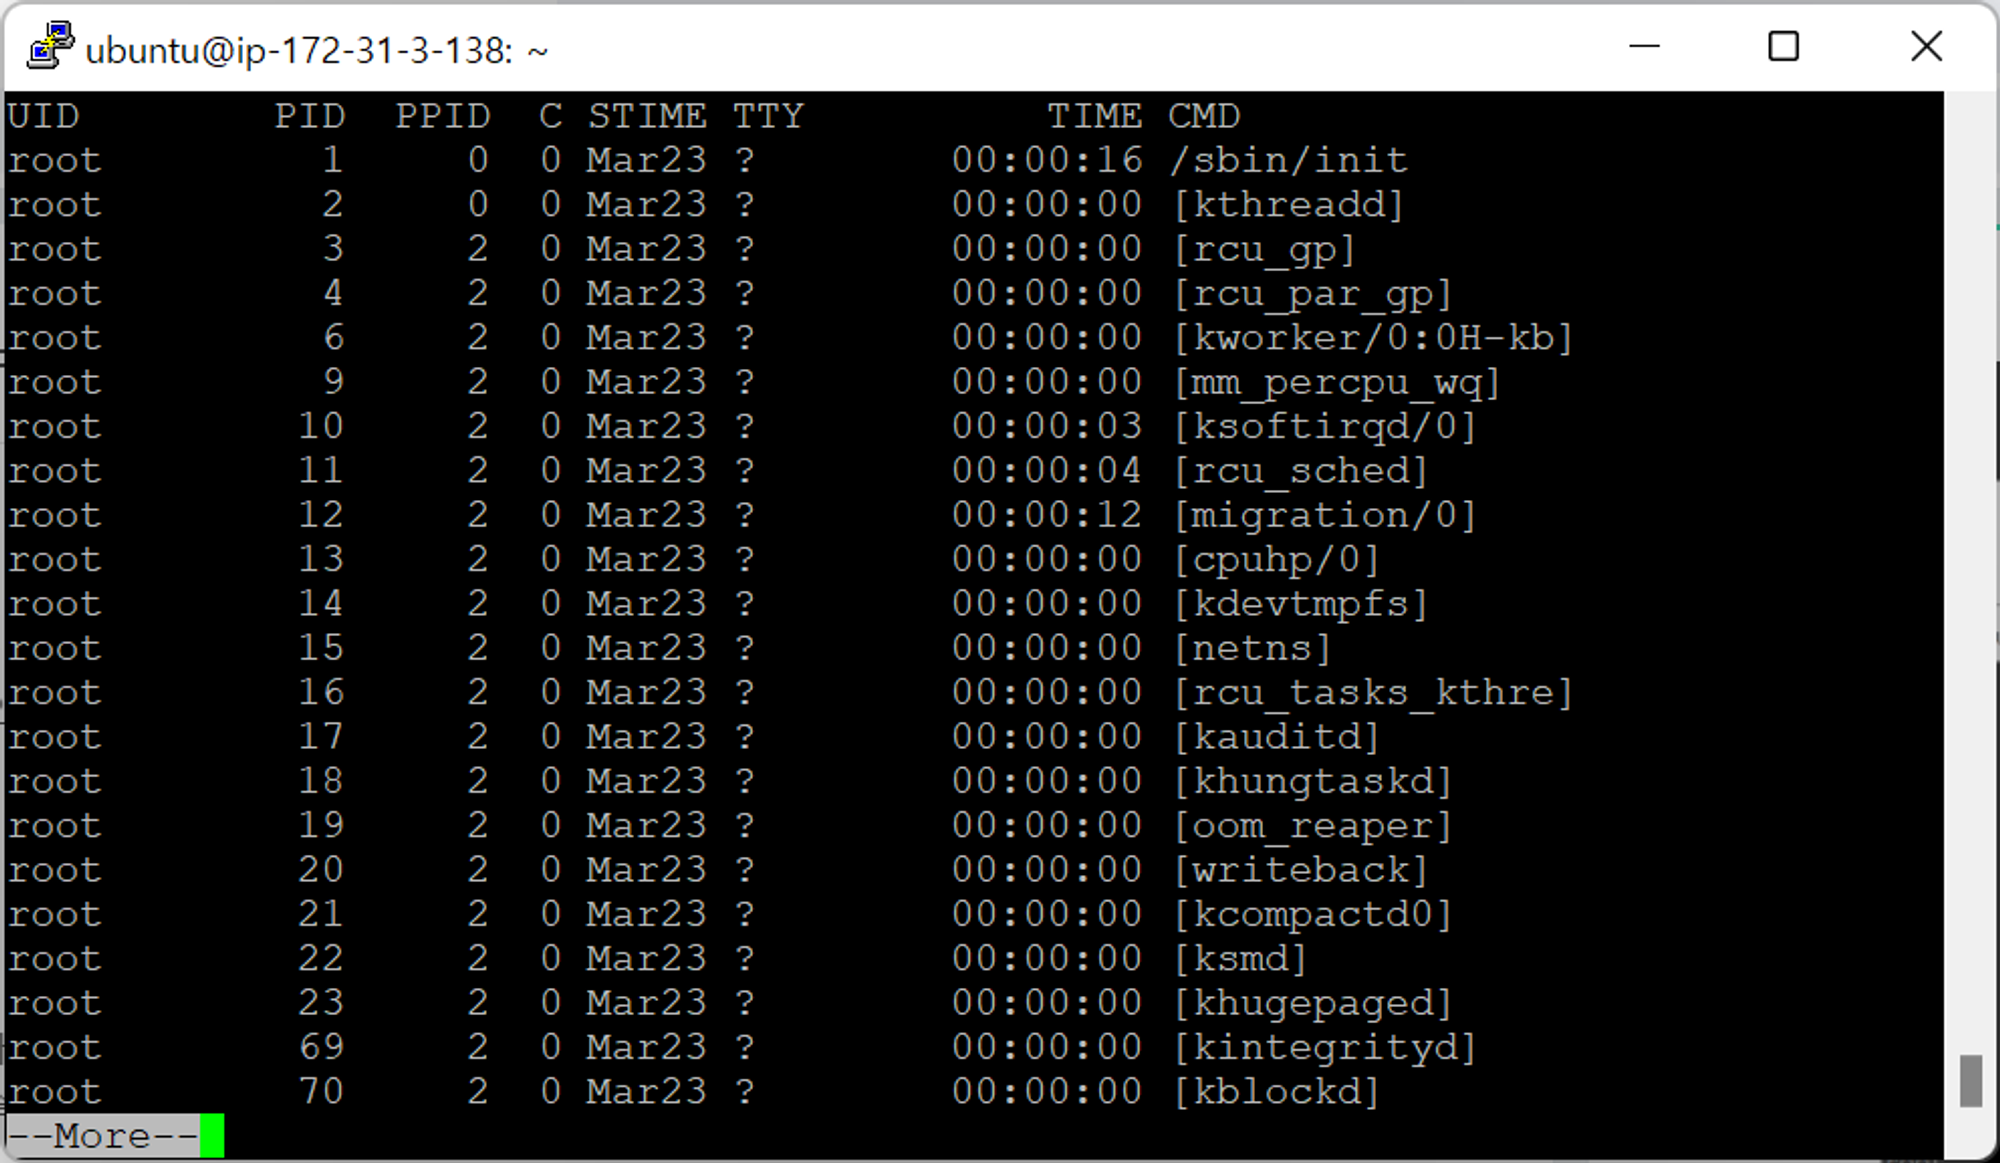 ubuntu@ip-172-31-3-138: ~
UID        PID  PPID  C STIME TTY          TIME CMD
root         1     0  0 Mar23 ?        00:00:16 /sbin/init
root         2     0  0 Mar23 ?        00:00:00 [kthreadd]
root         3     2  0 Mar23 ?        00:00:00 [rcu_gp]
root         4     2  0 Mar23 ?        00:00:00 [rcu_par_gp]
root         6     2  0 Mar23 ?        00:00:00 [kworker/0:0H-kb]
root         9     2  0 Mar23 ?        00:00:00 [mm_percpu_wq]
root        10     2  0 Mar23 ?        00:00:03 [ksoftirqd/0]
root        11     2  0 Mar23 ?        00:00:04 [rcu_sched]
root        12     2  0 Mar23 ?        00:00:12 [migration/0]
root        13     2  0 Mar23 ?        00:00:00 [cpuhp/0]
root        14     2  0 Mar23 ?        00:00:00 [kdevtmpfs]
root        15     2  0 Mar23 ?        00:00:00 [netns]
root        16     2  0 Mar23 ?        00:00:00 [rcu_tasks_kthre]
root        17     2  0 Mar23 ?        00:00:00 [kauditd]
root        18     2  0 Mar23 ?        00:00:00 [khungtaskd]
root        19     2  0 Mar23 ?        00:00:00 [oom_reaper]
root        20     2  0 Mar23 ?        00:00:00 [writeback]
root        21     2  0 Mar23 ?        00:00:00 [kcompactd0]
root        22     2  0 Mar23 ?        00:00:00 [ksmd]
root        23     2  0 Mar23 ?        00:00:00 [khugepaged]
root        69     2  0 Mar23 ?        00:00:00 [kintegrityd]
root        70     2  0 Mar23 ?        00:00:00 [kblockd]
--More--